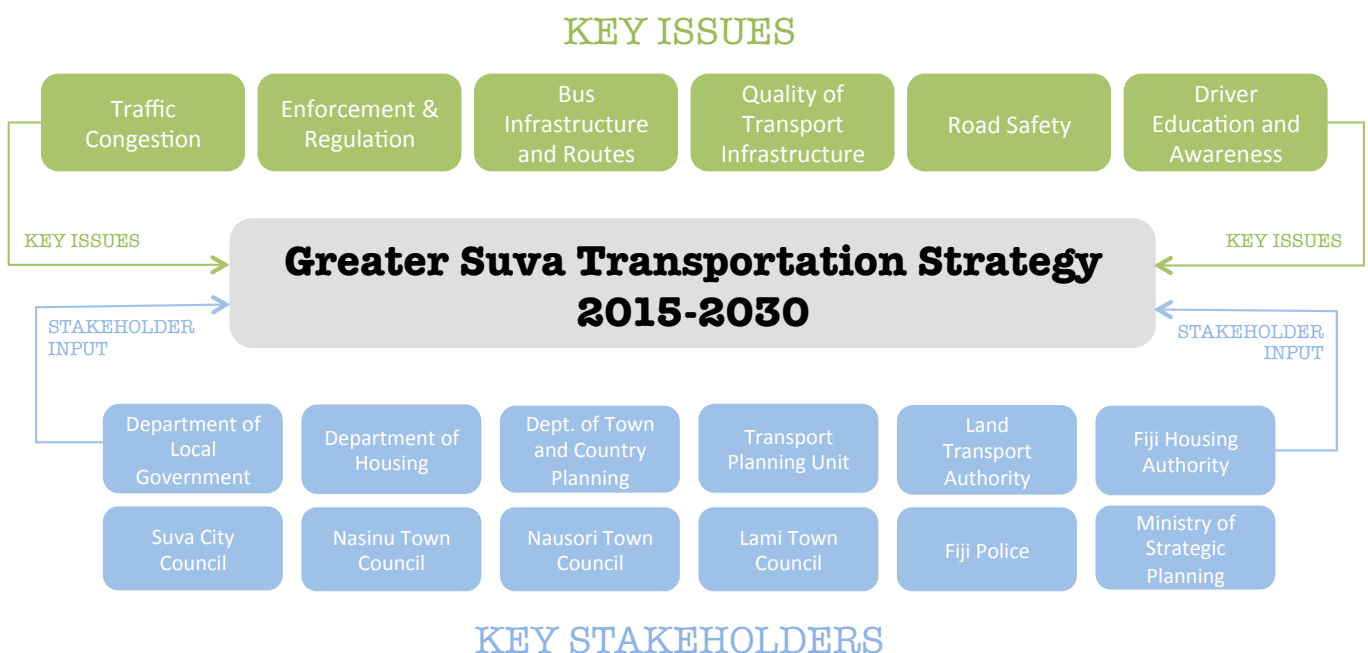 KEY ISSUES
Traffic
Congestion
Enforcement &
Regulation
Bus
Infrastructure
and Routes
Quality of
Transport
Infrastructure
Road Safety
Driver
Education and
Awareness
KEY ISSUES
KEY ISSUES
Greater Suva Transportation Strategy
2015-2030
STAKEHOLDER
INPUT
STAKEHOLDER
INPUT
Department of
Local
Government
Department of
Housing
Dept. of Town
and Country
Planning
Transport
Planning Unit
Land
Transport
Authority
Fiji Housing
Authority
Suva City
Council
Nasinu Town
Council
Nausori Town
Council
Lami Town
Council
Fiji Police
Ministry of
Strategic
Planning
KEY STAKEHOLDERS